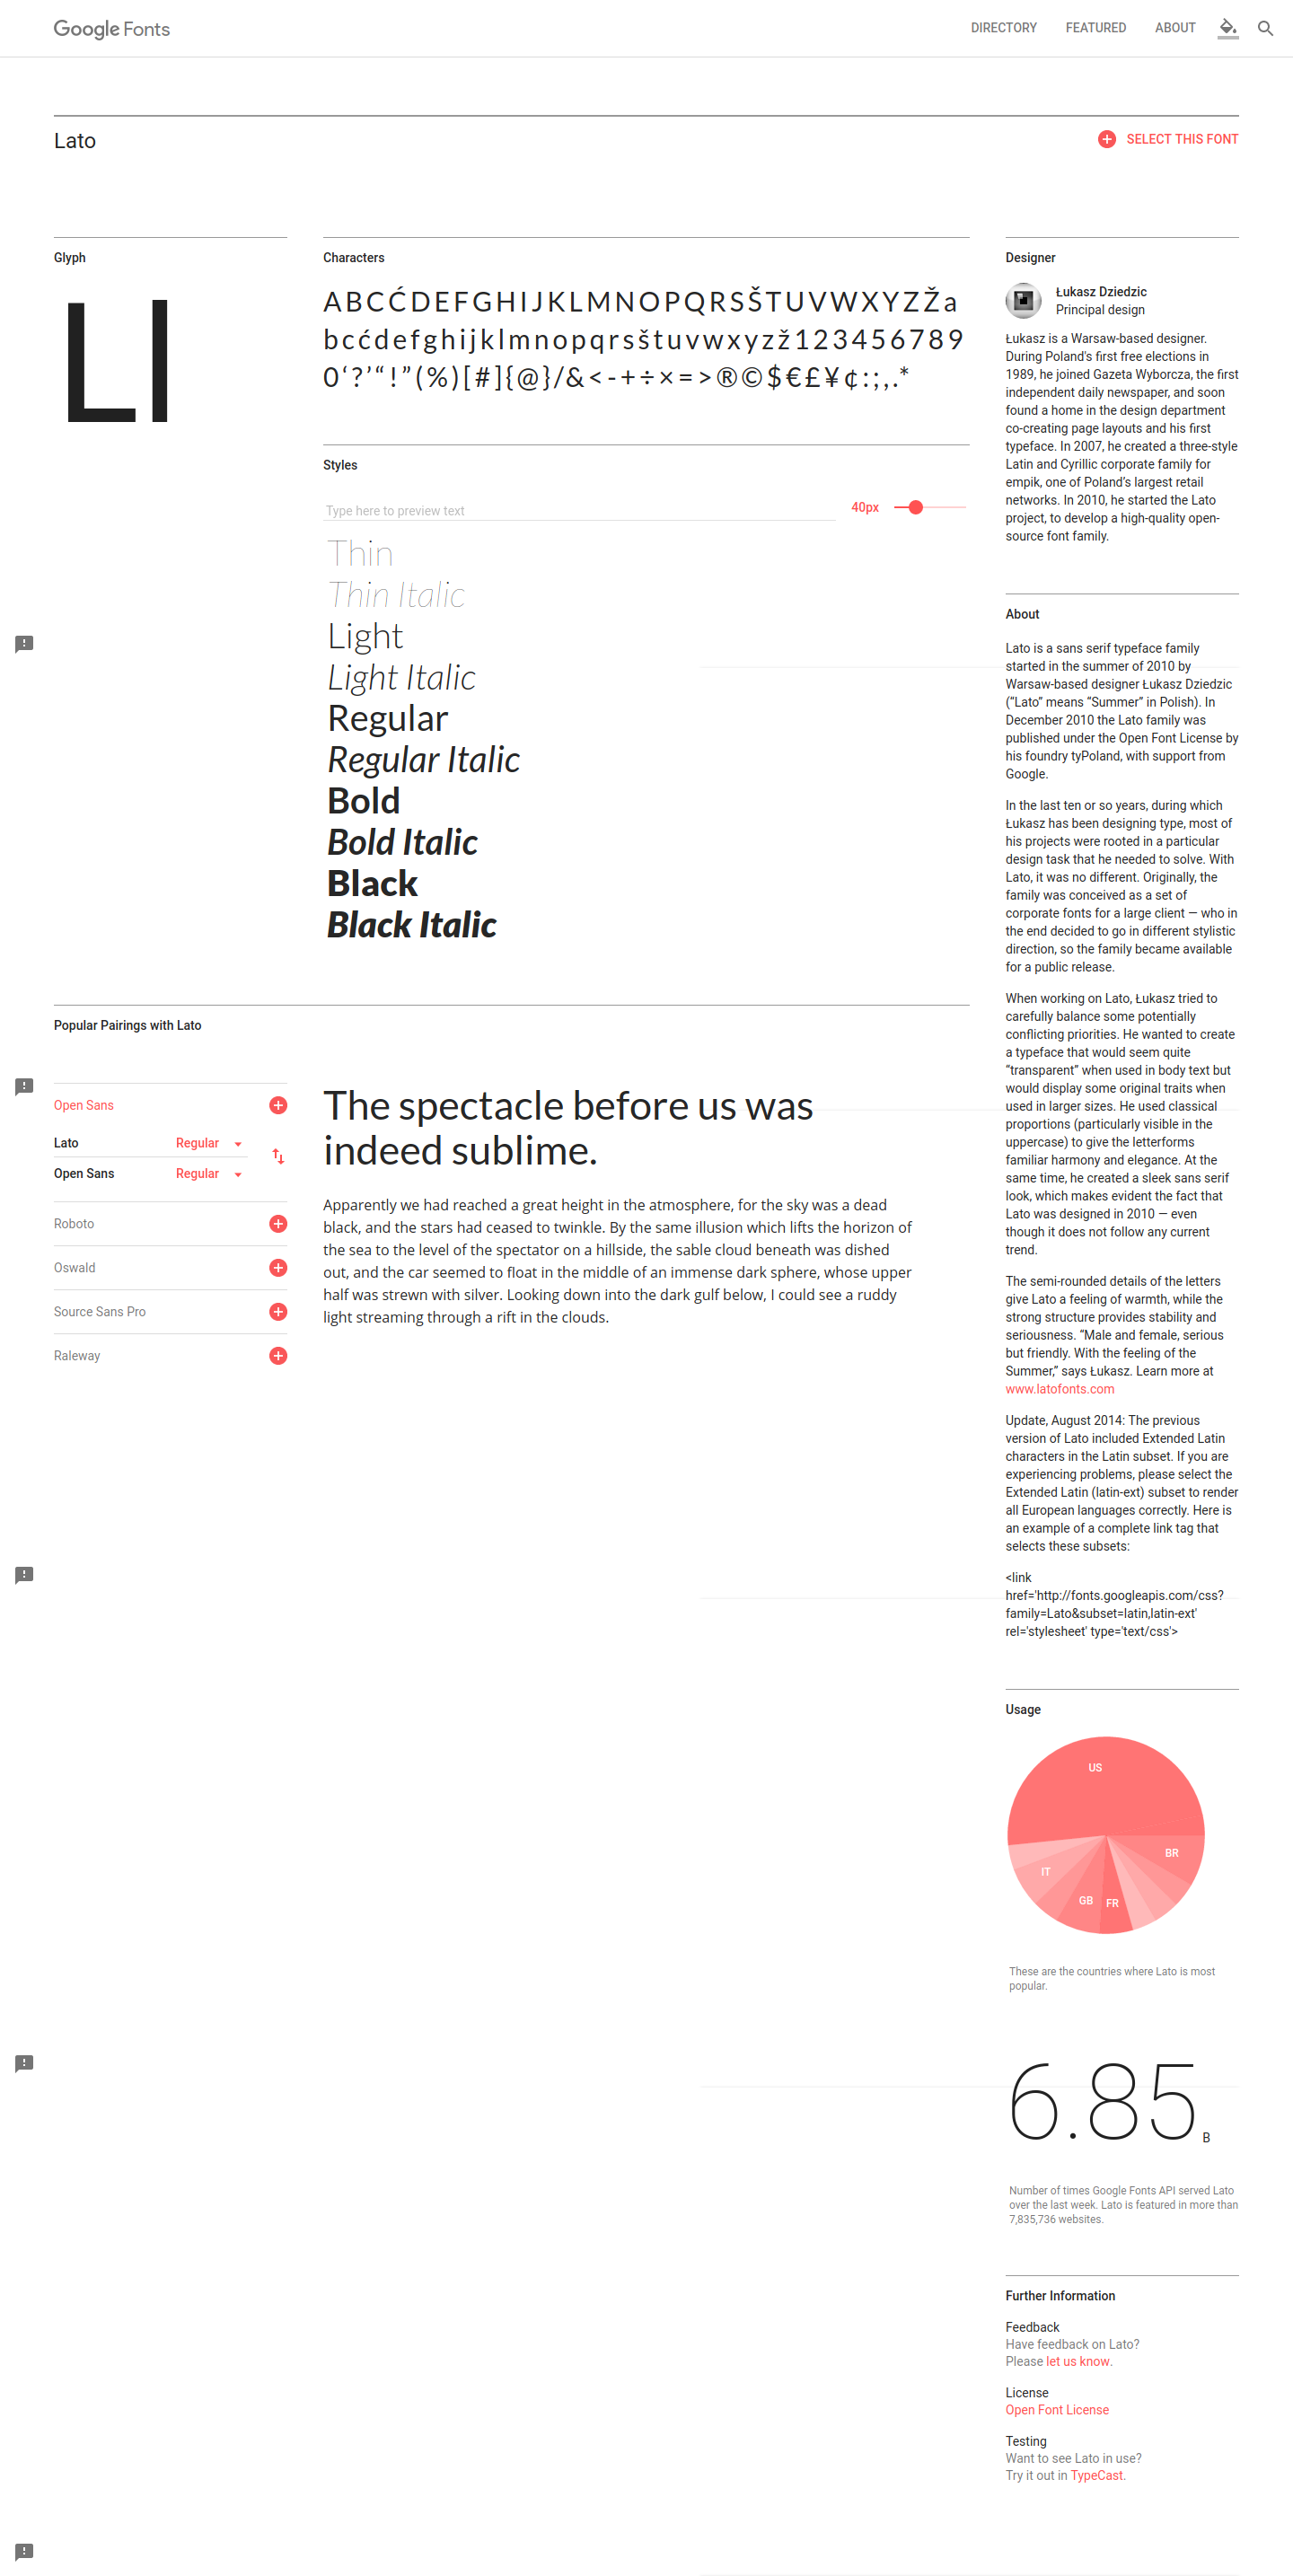 Google Fonts
DIRECTORY
FEATURED
ABOUT
Lato
SELECT THIS FONT
Glyph
Ll
Characters
ABCĆDEFGHIJKLMNOPQRSŠTUVWXYZŽa
bcćdefghijklmnopqrsštuvwxyzž123456789
0‘?’“!”(%)[#]{@}/&<-+÷×=>®©$€£¥¢:;,.*
Styles
Type here to preview text
40px
Thin
Thin Italic
Light
Light Italic
Regular
Regular Italic
Bold
Bold Italic
Black
Black Italic
Popular Pairings with Lato
Open Sans
Lato Regular
Open Sans Regular
Roboto
Oswald
Source Sans Pro
Raleway
The spectacle before us was
indeed sublime.
Apparently we had reached a great height in the atmosphere, for the sky was a dead
black, and the stars had ceased to twinkle. By the same illusion which lifts the horizon of
the sea to the level of the spectator on a hillside, the sable cloud beneath was dished
out, and the car seemed to float in the middle of an immense dark sphere, whose upper
half was strewn with silver. Looking down into the dark gulf below, I could see a ruddy
light streaming through a rift in the clouds.
Designer
Łukasz Dziedzic
Principal design
Łukasz is a Warsaw-based designer.
During Poland's first free elections in
1989, he joined Gazeta Wyborcza, the first
independent daily newspaper, and soon
found a home in the design department
co-creating page layouts and his first
typeface. In 2007, he created a three-style
Latin and Cyrillic corporate family for
empik, one of Poland’s largest retail
networks. In 2010, he started the Lato
project, to develop a high-quality open-
source font family.
About
Lato is a sans serif typeface family
started in the summer of 2010 by
Warsaw-based designer Łukasz Dziedzic
(“Lato” means “Summer” in Polish). In
December 2010 the Lato family was
published under the Open Font License by
his foundry tyPoland, with support from
Google.
In the last ten or so years, during which
Łukasz has been designing type, most of
his projects were rooted in a particular
design task that he needed to solve. With
Lato, it was no different. Originally, the
family was conceived as a set of
corporate fonts for a large client — who in
the end decided to go in different stylistic
direction, so the family became available
for a public release.
When working on Lato, Łukasz tried to
carefully balance some potentially
conflicting priorities. He wanted to create
a typeface that would seem quite
“transparent” when used in body text but
would display some original traits when
used in larger sizes. He used classical
proportions (particularly visible in the
uppercase) to give the letterforms
familiar harmony and elegance. At the
same time, he created a sleek sans serif
look, which makes evident the fact that
Lato was designed in 2010 — even
though it does not follow any current
trend.
The semi-rounded details of the letters
give Lato a feeling of warmth, while the
strong structure provides stability and
seriousness. “Male and female, serious
but friendly. With the feeling of the
Summer,” says Łukasz. Learn more at
www.latofonts.com
Update, August 2014: The previous
version of Lato included Extended Latin
characters in the Latin subset. If you are
experiencing problems, please select the
Extended Latin (latin-ext) subset to render
all European languages correctly. Here is
an example of a complete link tag that
selects these subsets:
<link
href='http://fonts.googleapis.com/css?
family=Lato&subset=latin,latin-ext'
rel='stylesheet' type='text/css'>
Usage
US
BR
IT
GB
FR
These are the countries where Lato is most
popular.
6.85 B
Number of times Google Fonts API served Lato
over the last week. Lato is featured in more than
7,835,736 websites.
Further Information
Feedback
Have feedback on Lato?
Please let us know.
License
Open Font License
Testing
Want to see Lato in use?
Try it out in TypeCast.